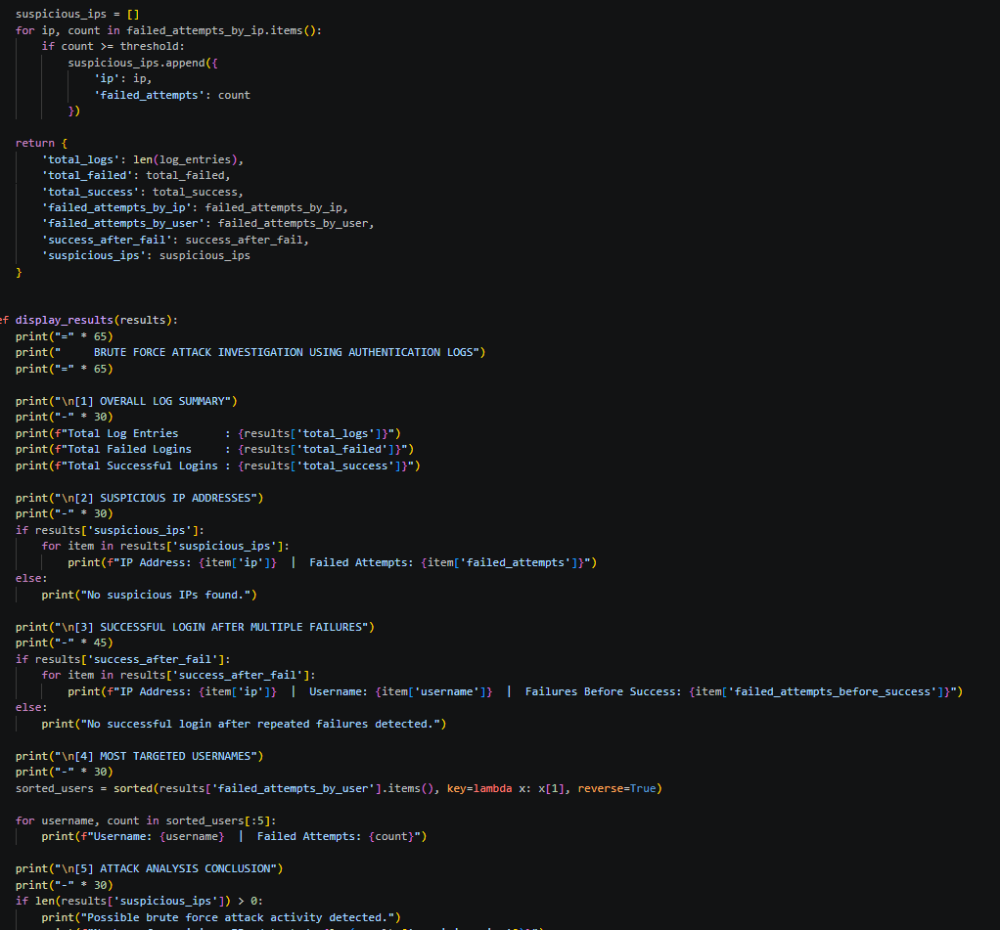 suspicious_ips = []
for ip, count in failed_attempts_by_ip.items():
    if count >= threshold:
        suspicious_ips.append({
            'ip': ip,
            'failed_attempts': count
        })

return {
    'total_logs': len(log_entries),
    'total_failed': total_failed,
    'total_success': total_success,
    'failed_attempts_by_ip': failed_attempts_by_ip,
    'failed_attempts_by_user': failed_attempts_by_user,
    'success_after_fail': success_after_fail,
    'suspicious_ips': suspicious_ips
}

ef display_results(results):
print("=" * 65)
print("     BRUTE FORCE ATTACK INVESTIGATION USING AUTHENTICATION LOGS")
print("=" * 65)

print("\n[1] OVERALL LOG SUMMARY")
print("-" * 30)
print(f"Total Log Entries       : {results['total_logs']}")
print(f"Total Failed Logins     : {results['total_failed']}")
print(f"Total Successful Logins : {results['total_success']}")

print("\n[2] SUSPICIOUS IP ADDRESSES")
print("-" * 30)
if results['suspicious_ips']:
    for item in results['suspicious_ips']:
        print(f"IP Address: {item['ip']}  |  Failed Attempts: {item['failed_attempts']}")
else:
    print("No suspicious IPs found.")

print("\n[3] SUCCESSFUL LOGIN AFTER MULTIPLE FAILURES")
print("-" * 45)
if results['success_after_fail']:
    for item in results['success_after_fail']:
        print(f"IP Address: {item['ip']}  |  Username: {item['username']}  |  Failures Before Success: {item['failed_attempts_before_success']}")
else:
    print("No successful login after repeated failures detected.")

print("\n[4] MOST TARGETED USERNAMES")
print("-" * 30)
sorted_users = sorted(results['failed_attempts_by_user'].items(), key=lambda x: x[1], reverse=True)

for username, count in sorted_users[:5]:
    print(f"Username: {username}  |  Failed Attempts: {count}")

print("\n[5] ATTACK ANALYSIS CONCLUSION")
print("-" * 30)
if len(results['suspicious_ips']) > 0:
    print("Possible brute force attack activity detected.")